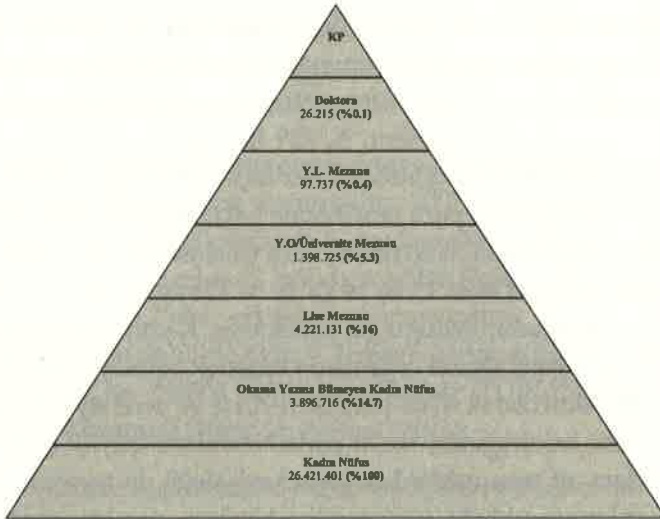 KP
Doktora
26.215 (%0.1)
Y.L. Mezunu
97.737 (%0.4)
Y.O/Üniversite Mezunu
1.398.725 (%5.3)
Lise Mezunu
4.221.131 (%16)
Okuma Yazma Bilmeyen Kadın Nüfus
3.896.716 (%14.7)
Kadın Nüfus
26.421.401 (%100)